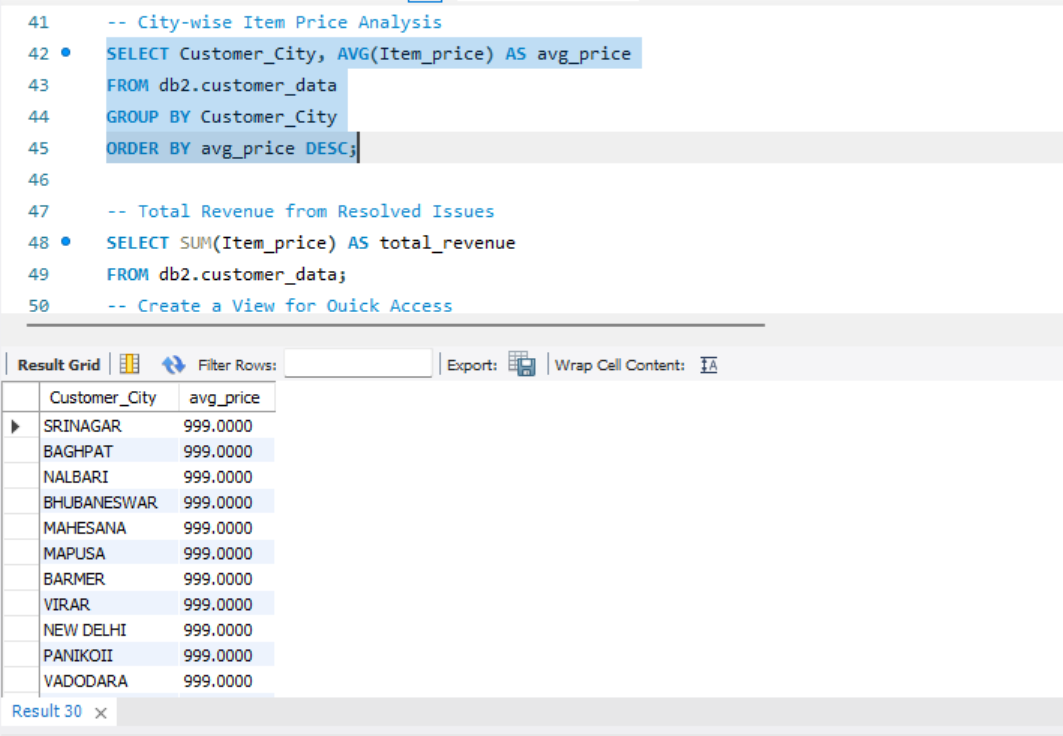 41 -- City-wise Item Price Analysis
42 SELECT Customer_City, AVG(Item_price) AS avg_price
43 FROM db2.customer_data
44 GROUP BY Customer_City
45 ORDER BY avg_price DESC;
46
47 -- Total Revenue from Resolved Issues
48 SELECT SUM(Item_price) AS total_revenue
49 FROM db2.customer_data;
50 -- Create a View for Quick Access
Result Grid Filter Rows: Export: Wrap Cell Content: IA
Customer_City avg_price
SRINAGAR 999.0000
BAGHPAT 999.0000
NALBARI 999.0000
BHUBANESWAR 999.0000
MAHESANA 999.0000
MAPUSA 999.0000
BARMER 999.0000
VIRAR 999.0000
NEW DELHI 999.0000
PANIKOII 999.0000
VADODARA 999.0000
Result 30